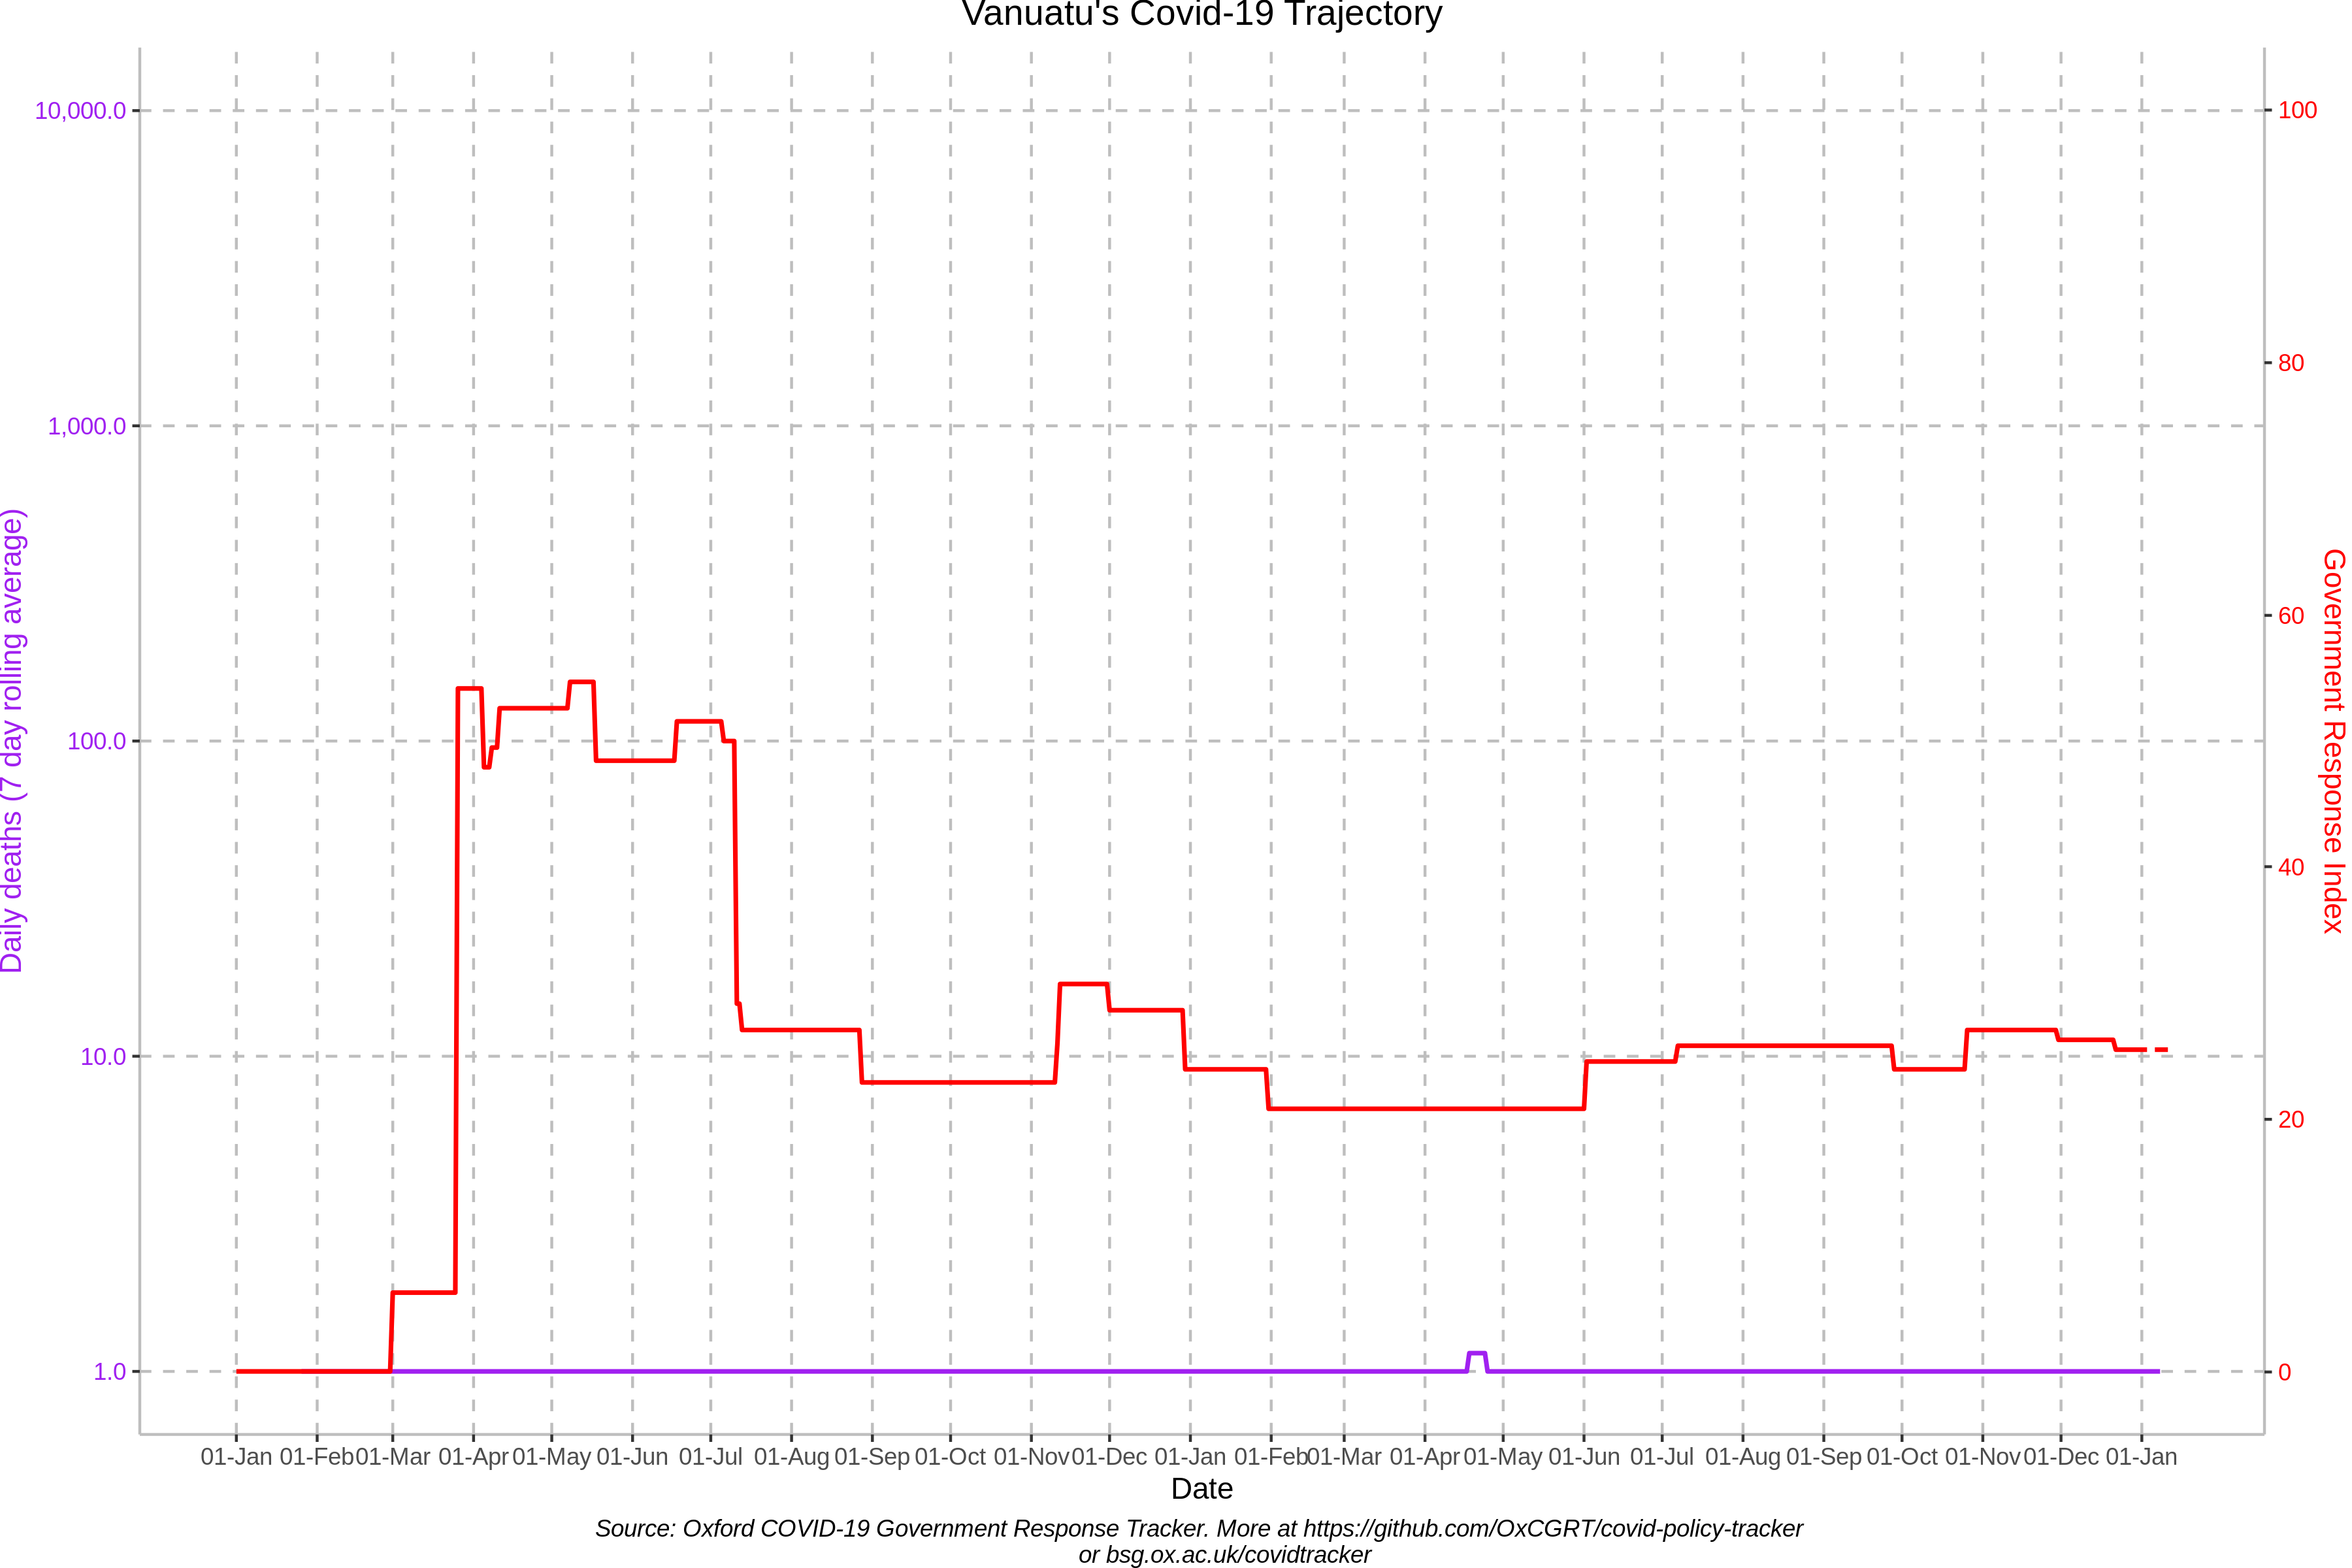 Vanuatu's Covid-19 Trajectory
10,000.0
1,000.0
100.0
10.0
1.0
Daily deaths (7 day rolling average)
100
80
60
40
20
0
Government Response Index
01-Jan 01-Feb 01-Mar 01-Apr 01-May 01-Jun 01-Jul 01-Aug 01-Sep 01-Oct 01-Nov 01-Dec 01-Jan 01-Feb 01-Mar 01-Apr 01-May 01-Jun 01-Jul 01-Aug 01-Sep 01-Oct 01-Nov 01-Dec 01-Jan
Date
Source: Oxford COVID-19 Government Response Tracker. More at https://github.com/OxCGRT/covid-policy-tracker
or bsg.ox.ac.uk/covidtracker